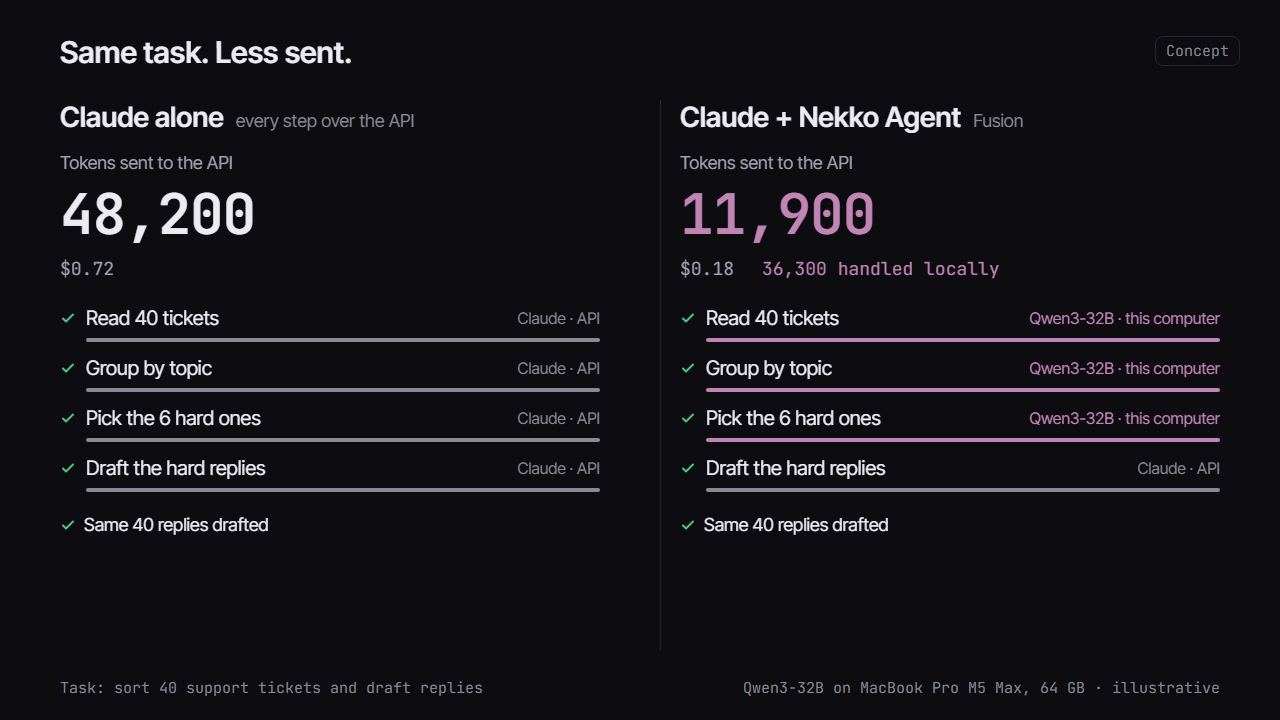 Same task. Less sent.
Concept
Claude alone every step over the API
Tokens sent to the API
48,200
$0.72
Read 40 tickets Claude · API
Group by topic Claude · API
Pick the 6 hard ones Claude · API
Draft the hard replies Claude · API
Same 40 replies drafted
Claude + Nekko Agent Fusion
Tokens sent to the API
11,900
$0.18 36,300 handled locally
Read 40 tickets Qwen3-32B · this computer
Group by topic Qwen3-32B · this computer
Pick the 6 hard ones Qwen3-32B · this computer
Draft the hard replies Claude · API
Same 40 replies drafted
Task: sort 40 support tickets and draft replies
Qwen3-32B on MacBook Pro M5 Max, 64 GB · illustrative